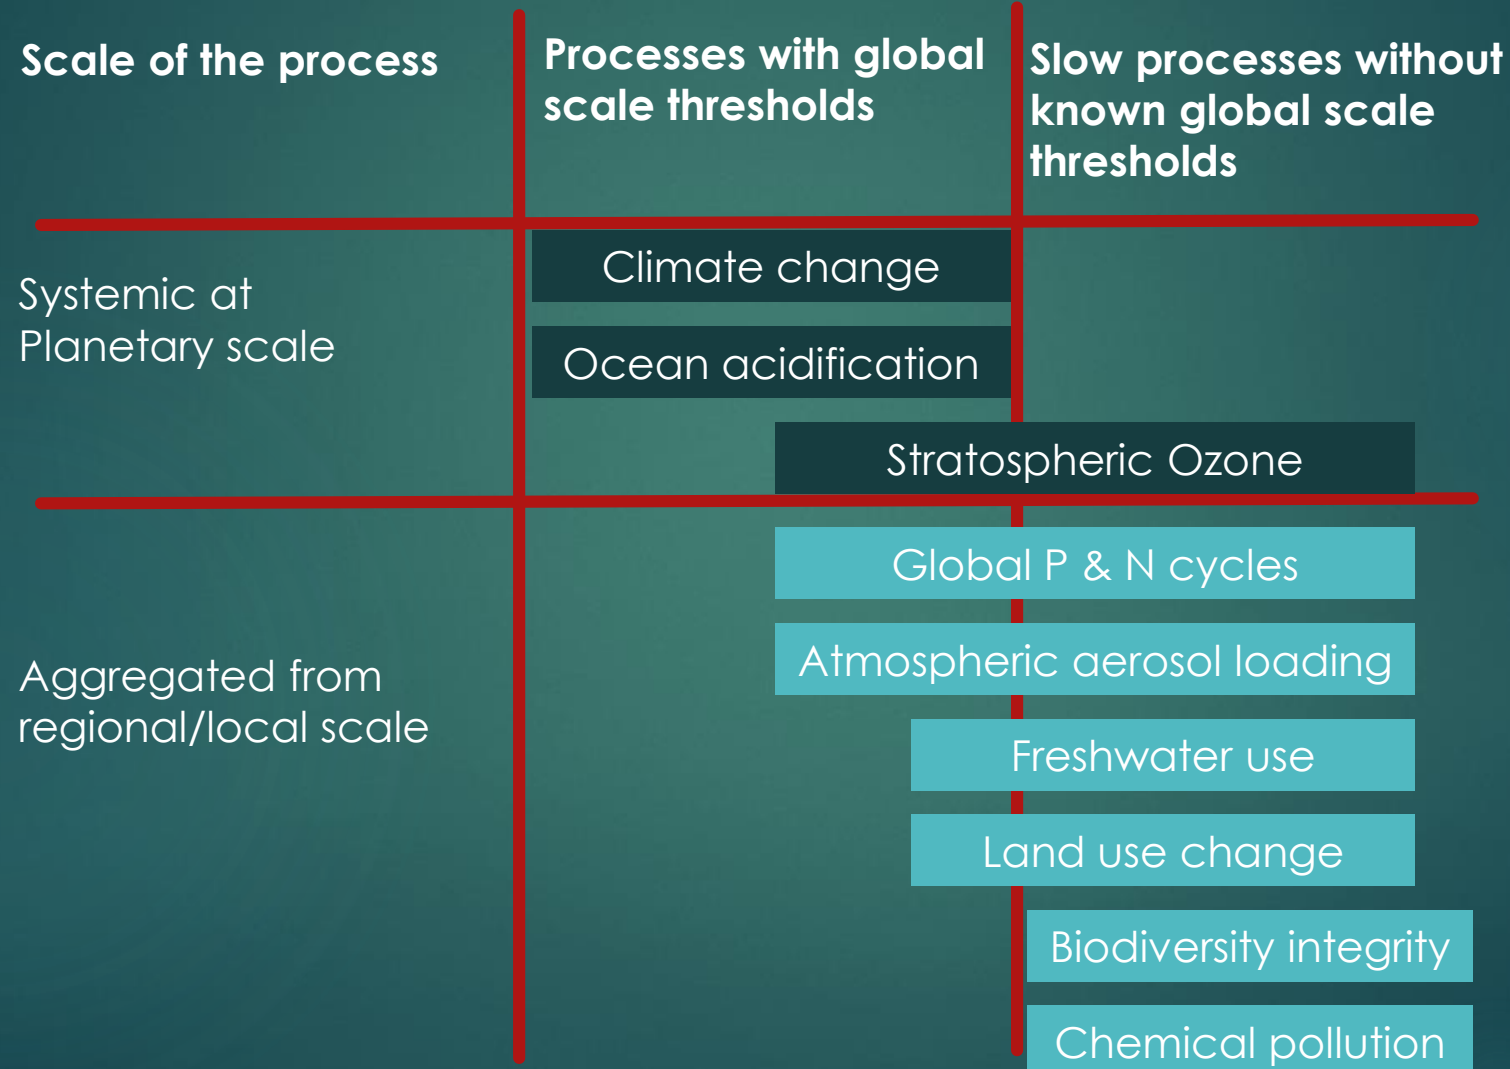 Scale of the process
Processes with global
scale thresholds
Slow processes without
known global scale
thresholds
Systemic at
Planetary scale
Climate change
Ocean acidification
Stratospheric Ozone
Aggregated from
regional/local scale
Global P & N cycles
Atmospheric aerosol loading
Freshwater use
Land use change
Biodiversity integrity
Chemical pollution